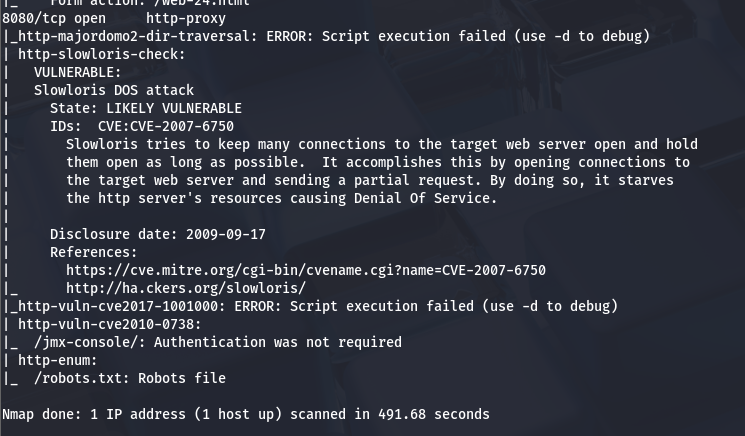 |_    Form action: /web-24.html
8080/tcp open     http-proxy
|_http-majordomo2-dir-traversal: ERROR: Script execution failed (use -d to debug)
| http-slowloris-check:
|   VULNERABLE:
|   Slowloris DOS attack
|     State: LIKELY VULNERABLE
|     IDs:  CVE:CVE-2007-6750
|       Slowloris tries to keep many connections to the target web server open and hold
|       them open as long as possible.  It accomplishes this by opening connections to
|       the target web server and sending a partial request. By doing so, it starves
|       the http server's resources causing Denial Of Service.
|
|     Disclosure date: 2009-09-17
|     References:
|       https://cve.mitre.org/cgi-bin/cvename.cgi?name=CVE-2007-6750
|_      http://ha.ckers.org/slowloris/
|_http-vuln-cve2017-1001000: ERROR: Script execution failed (use -d to debug)
| http-vuln-cve2010-0738:
|_  /jmx-console/: Authentication was not required
| http-enum:
|_  /robots.txt: Robots file

Nmap done: 1 IP address (1 host up) scanned in 491.68 seconds